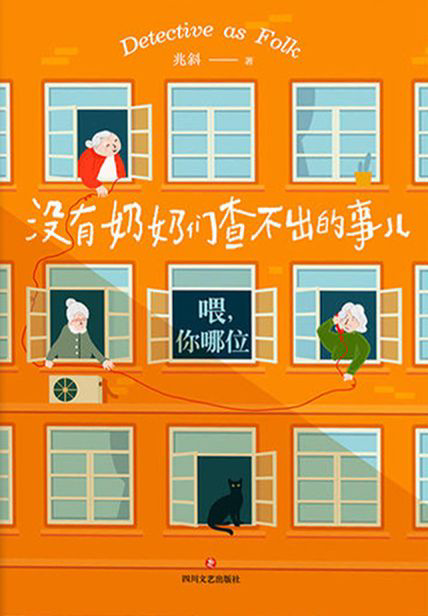 Detective as Folk
兆斜 —— 著
没有奶奶们查不出的事儿
喂，
你哪位
四川文艺出版社